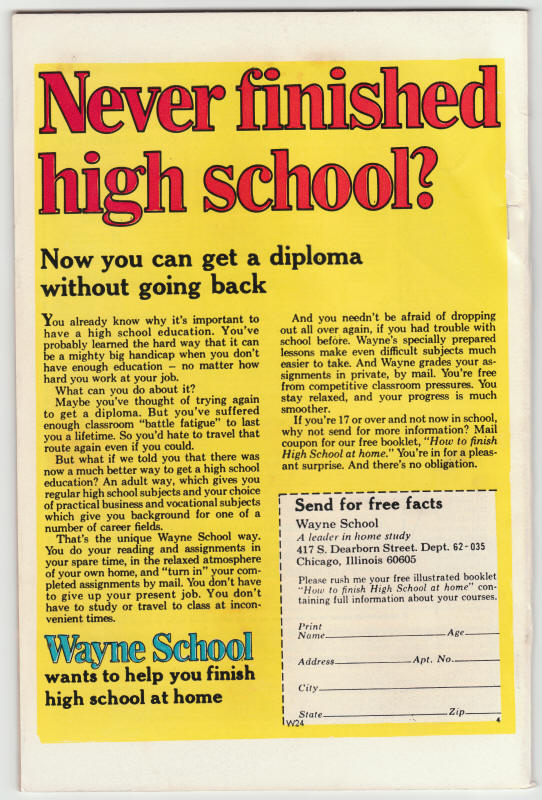 Never finished
high school?
Now you can get a diploma
without going back
You already know why it's important to
have a high school education. You've
probably learned the hard way that it can
be a mighty big handicap when you don't
have enough education – no matter how
hard you work at your job.
What can you do about it?
Maybe you've thought of trying again
to get a diploma. But you've suffered
enough classroom "battle fatigue" to last
you a lifetime. So you'd hate to travel that
route again even if you could.
But what if we told you that there was
now a much better way to get a high school
education? An adult way, which gives you
regular high school subjects and your choice
of practical business and vocational subjects
which give you background for one of a
number of career fields.
That's the unique Wayne School way.
You do your reading and assignments in
your spare time, in the relaxed atmosphere
of your own home, and "turn in" your com-
pleted assignments by mail. You don't have
to give up your present job. You don't
have to study or travel to class at incon-
venient times.
Wayne School
wants to help you finish
high school at home
And you needn't be afraid of dropping
out all over again, if you had trouble with
school before. Wayne's specially prepared
lessons make even difficult subjects much
easier to take. And Wayne grades your as-
signments in private, by mail. You're free
from competitive classroom pressures. You
stay relaxed, and your progress is much
smoother.
If you're 17 or over and not now in school,
why not send for more information? Mail
coupon for our free booklet, "How to finish
High School at home." You're in for a pleas-
ant surprise. And there's no obligation.
Send for free facts
Wayne School
A leader in home study
417 S. Dearborn Street. Dept. 62-035
Chicago, Illinois 60605
Please rush me your free illustrated booklet
"How to finish High School at home" con-
taining full information about your courses.
Print
Name Age
Address Apt. No.
City
State Zip
W24 4